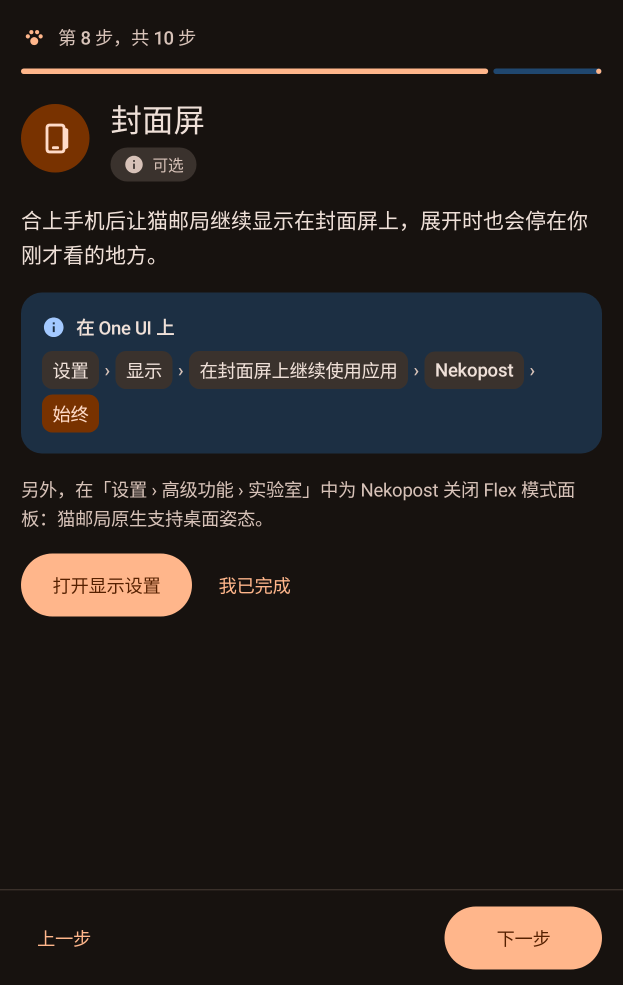 第 8 步，共 10 步
封面屏
可选
合上手机后让猫邮局继续显示在封面屏上，展开时也会停在你
刚才看的地方。
在 One UI 上
设置 › 显示 › 在封面屏上继续使用应用 › Nekopost ›
始终
另外，在「设置 › 高级功能 › 实验室」中为 Nekopost 关闭 Flex 模式面
板：猫邮局原生支持桌面姿态。
打开显示设置 我已完成
上一步 下一步